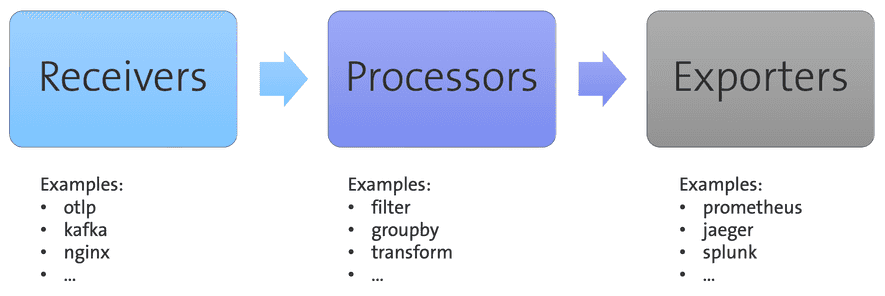 Receivers
Processors
Exporters
Examples:
• otlp
• kafka
• nginx
• ...
Examples:
• filter
• groupby
• transform
• ...
Examples:
• prometheus
• jaeger
• splunk
• ...